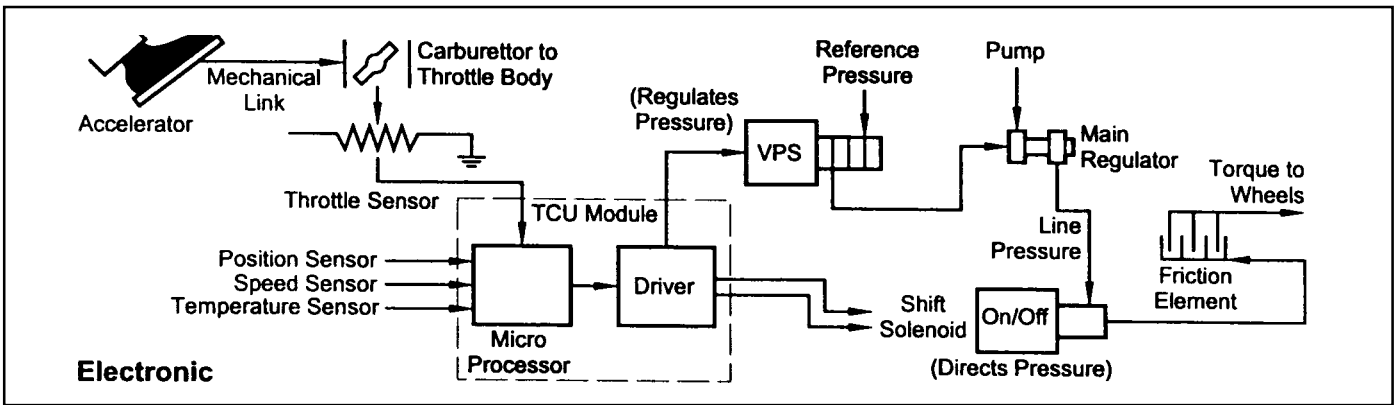 Accelerator
Mechanical
Link
Carburettor to
Throttle Body
Throttle Sensor
Position Sensor
Speed Sensor
Temperature Sensor
TCU Module
Micro
Processor
Driver
(Regulates
Pressure)
VPS
Reference
Pressure
Pump
Main
Regulator
Line
Pressure
Shift
Solenoid
On/Off
(Directs Pressure)
Torque to
Wheels
Friction
Element
Electronic